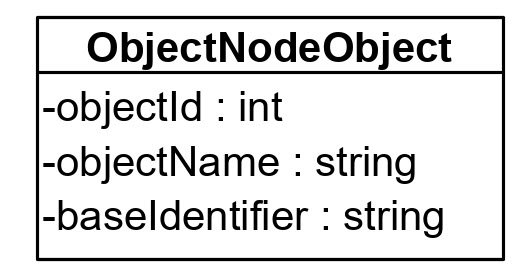 ObjectNodeObject
-objectId : int
-objectName : string
-baseIdentifier : string